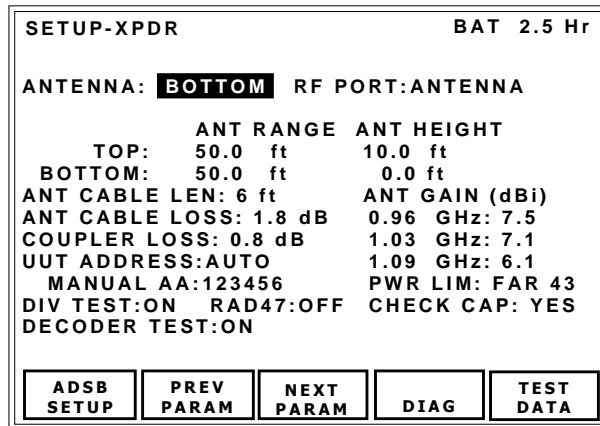 SETUP-XPDR BAT 2.5 Hr
ANTENNA: BOTTOM RF PORT:ANTENNA
ANT RANGE ANT HEIGHT
TOP: 50.0 ft 10.0 ft
BOTTOM: 50.0 ft 0.0 ft
ANT CABLE LEN: 6 ft ANT GAIN (dBi)
ANT CABLE LOSS: 1.8 dB 0.96 GHz: 7.5
COUPLER LOSS: 0.8 dB 1.03 GHz: 7.1
UUT ADDRESS:AUTO 1.09 GHz: 6.1
MANUAL AA:123456 PWR LIM: FAR 43
DIV TEST:ON RAD47:OFF CHECK CAP: YES
DECODER TEST:ON
ADSB SETUP
PREV PARAM
NEXT PARAM
DIAG
TEST DATA